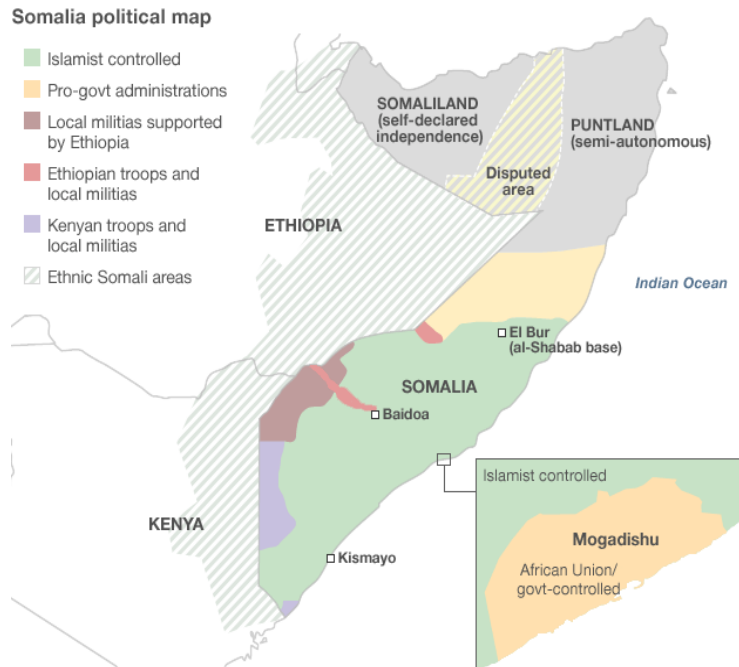 Somalia political map
Islamist controlled
Pro-govt administrations
Local militias supported
by Ethiopia
Ethiopian troops and
local militias
Kenyan troops and
local militias
Ethnic Somali areas
SOMALILAND
(self-declared
independence)
PUNTLAND
(semi-autonomous)
Disputed
area
ETHIOPIA
Indian Ocean
El Bur
(al-Shabab base)
SOMALIA
Baidoa
KENYA
Kismayo
Islamist controlled
Mogadishu
African Union/
govt-controlled